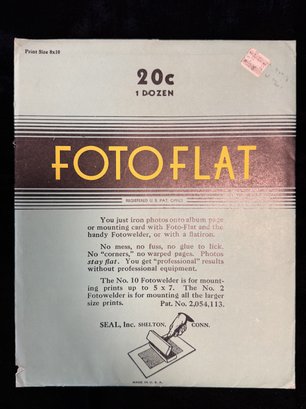 Print Size 8x10
20c
1 DOZEN
FOTOFLAT
REGISTERED U. S. PAT. OFFICE
You just iron photos onto album page
or mounting card with Foto-Flat and the
handy Fotowelder, or with a flatiron.
No mess, no fuss, no glue to lick.
No "corners," no warped pages. Photos
stay flat. You get "professional" results
without professional equipment.
The No. 10 Fotowelder is for mount-
ing prints up to 5 x 7. The No. 2
Fotowelder is for mounting all the larger
size prints. Pat. No. 2,054,113.
SEAL, Inc. SHELTON, CONN.
MADE IN U. S. A.